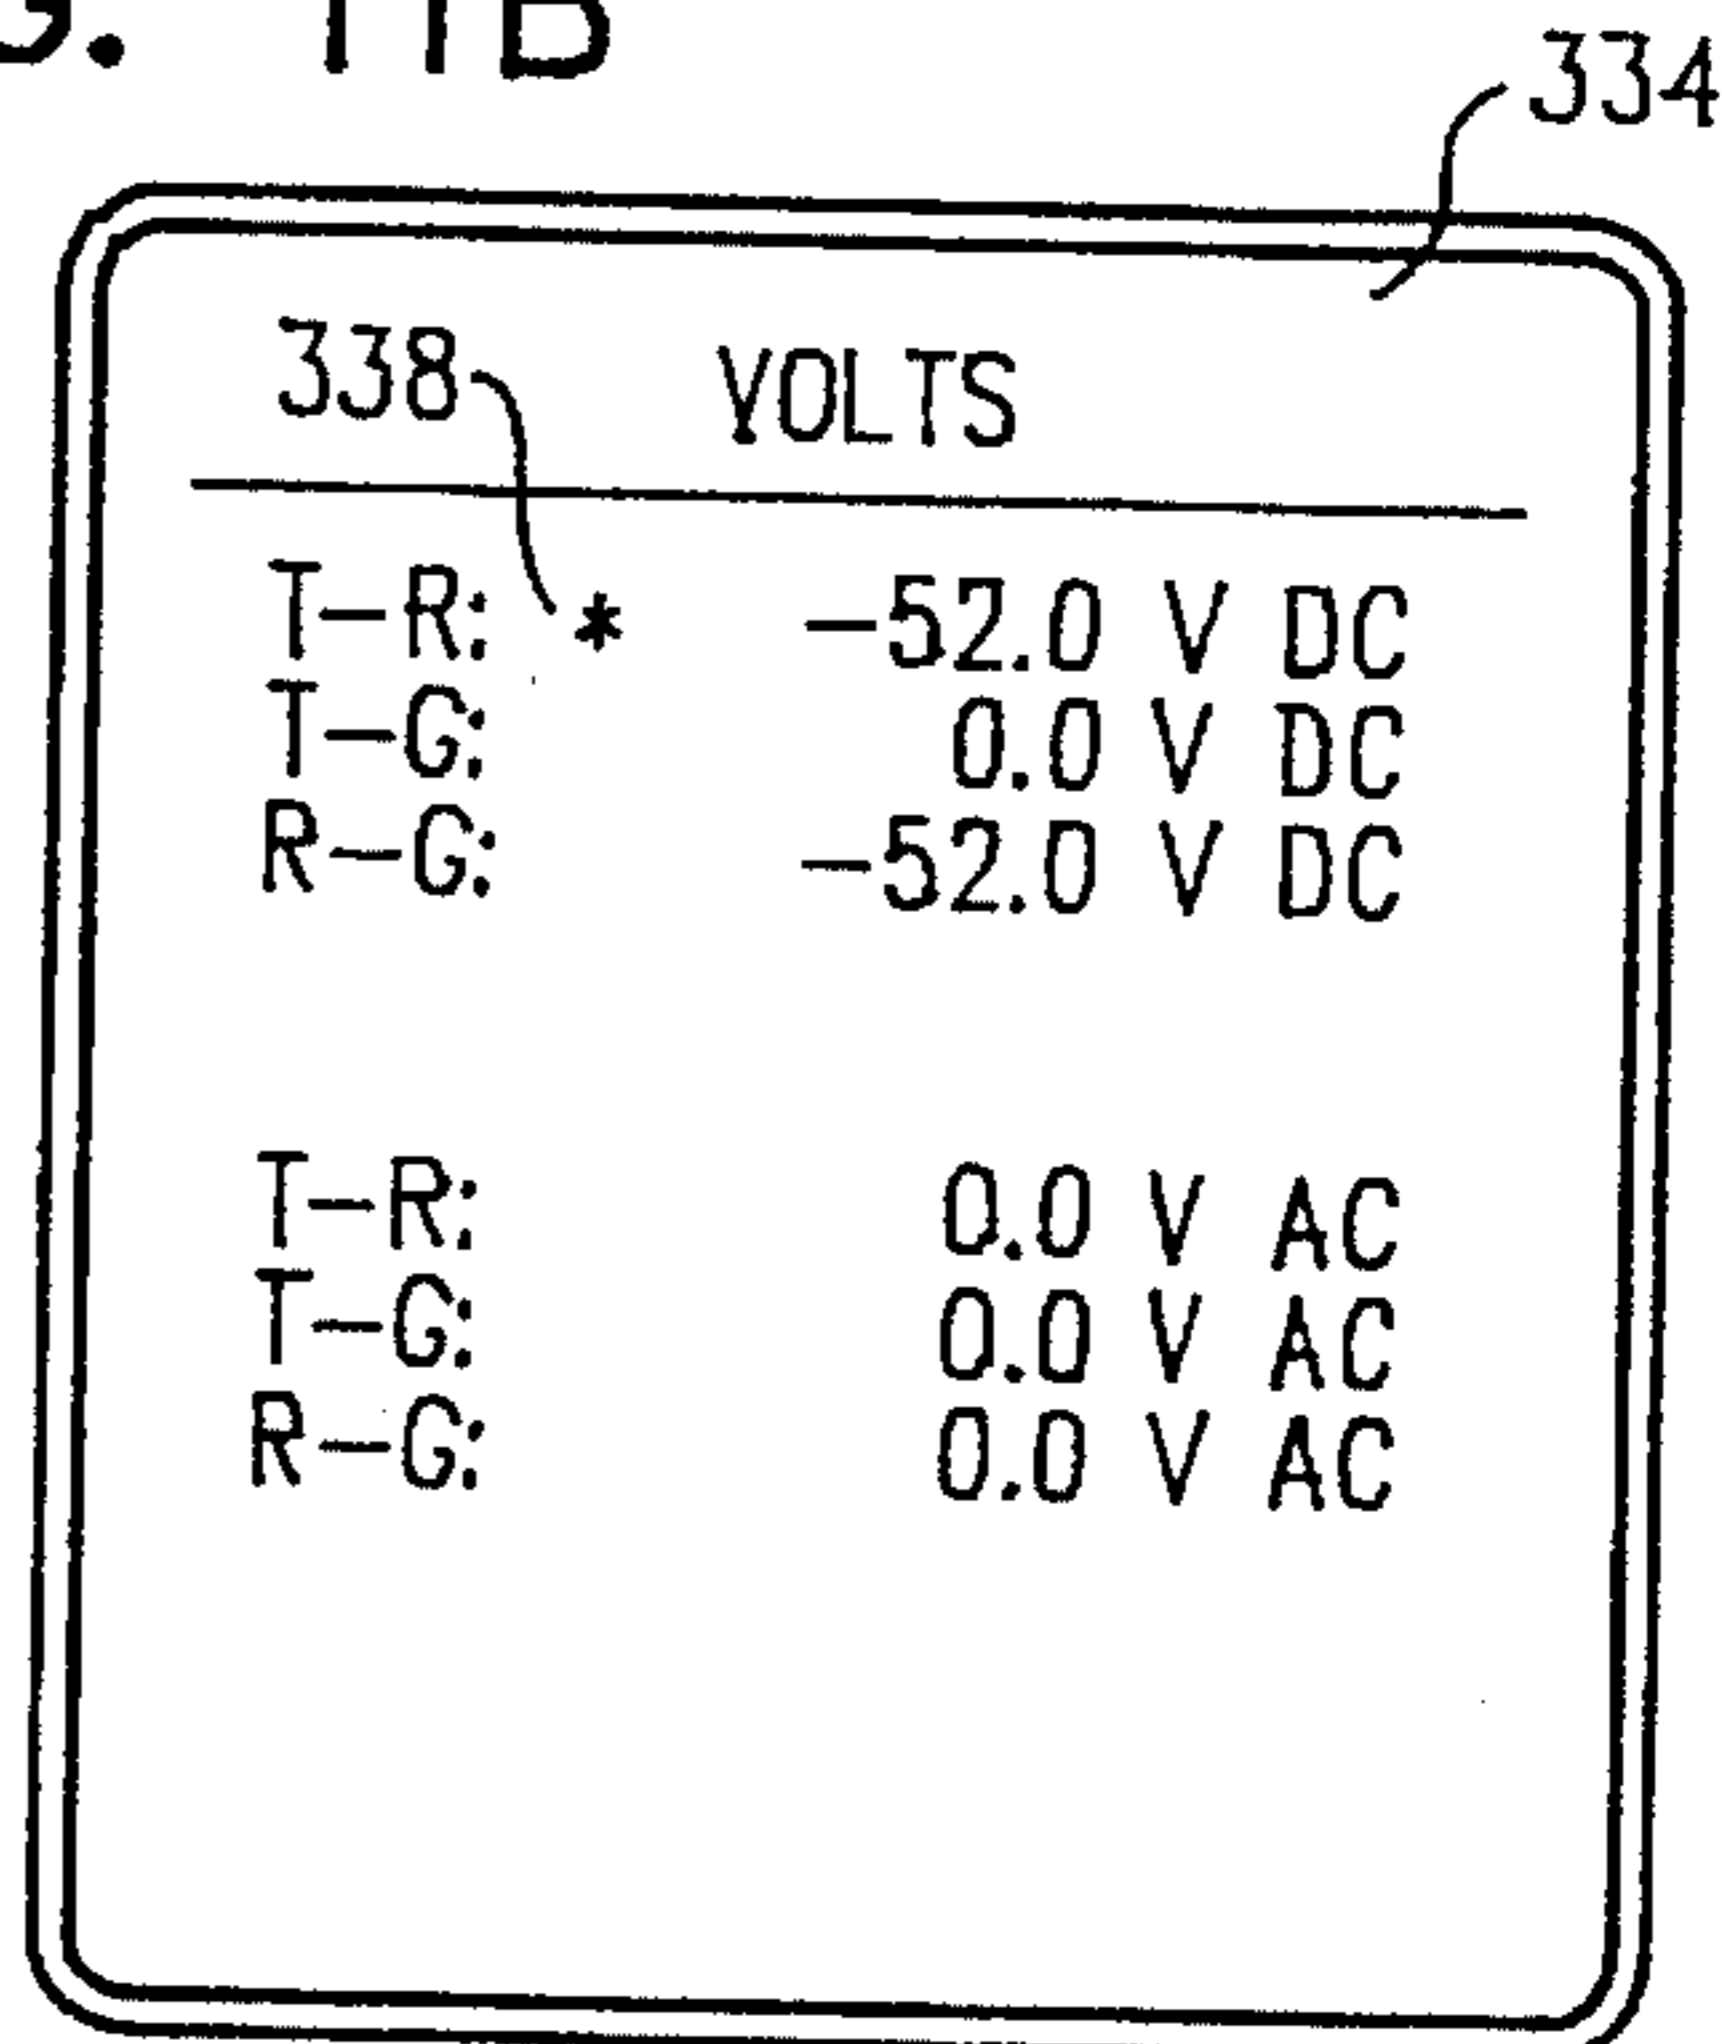 11B
334
338 VOLTS
T-R: * -52.0 V DC
T-G: 0.0 V DC
R-G: -52.0 V DC
T-R: 0.0 V AC
T-G: 0.0 V AC
R-G: 0.0 V AC